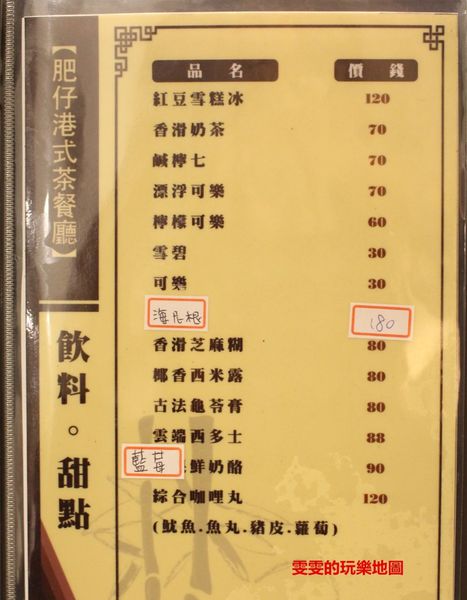 【肥仔港式茶餐廳】
飲料。甜點
品名 價錢
紅豆雪糕冰 120
香滑奶茶 70
鹹檸七 70
漂浮可樂 70
檸檬可樂 60
雪碧 30
可樂 30
海尼根 180
香滑芝麻糊 80
椰香西米露 80
古法龜苓膏 80
雲端西多士 88
藍莓鮮奶酪 90
綜合咖哩丸 120
(魷魚.魚丸.豬皮.蘿蔔)
雯雯的玩樂地圖